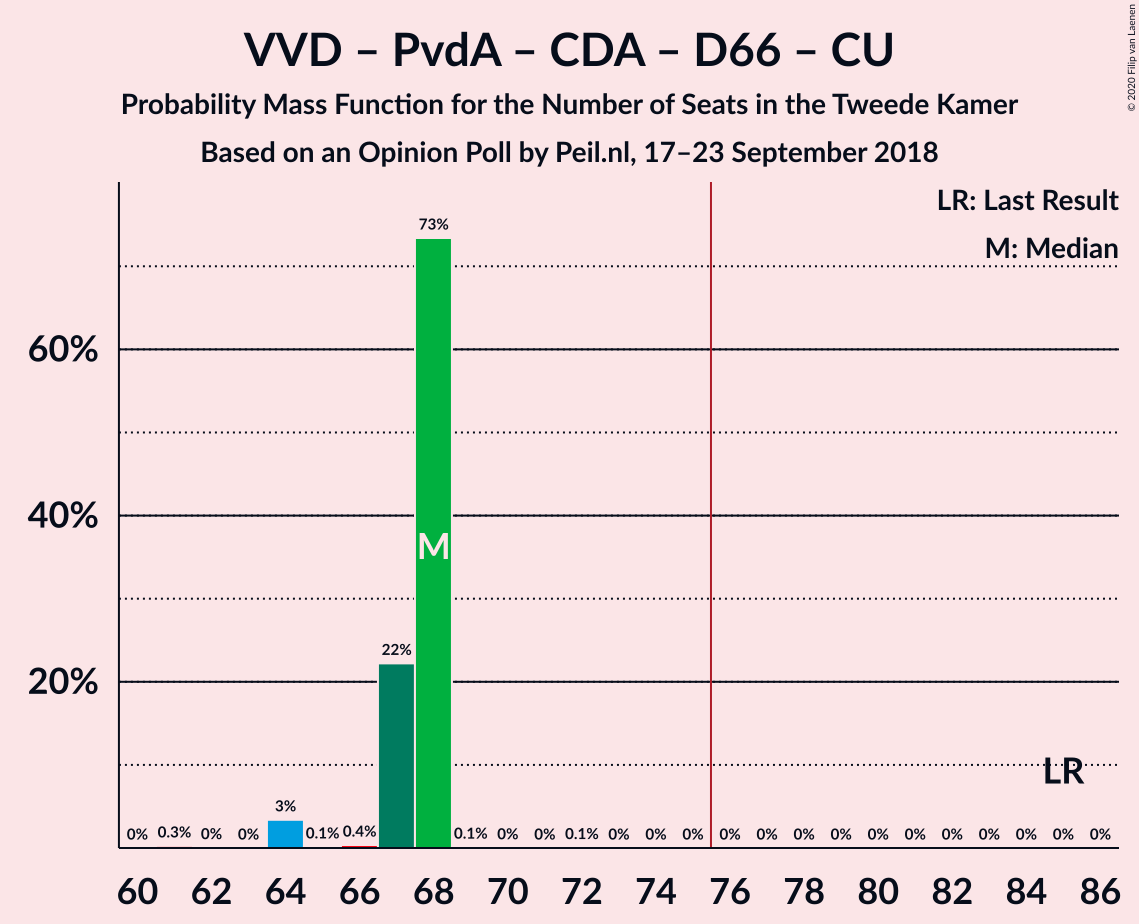 VVD – PvdA – CDA – D66 – CU
Probability Mass Function for the Number of Seats in the Tweede Kamer
Based on an Opinion Poll by Peil.nl, 17–23 September 2018
© 2020 Filip van Laenen
LR: Last Result
M: Median
73%
60%
40%
M
22%
20%
LR
3%
0% 0.3% 0% 0% 0.1% 0.4% 0.1% 0% 0% 0.1% 0% 0% 0% 0% 0% 0% 0% 0% 0% 0% 0% 0% 0% 0%
60 62 64 66 68 70 72 74 76 78 80 82 84 86